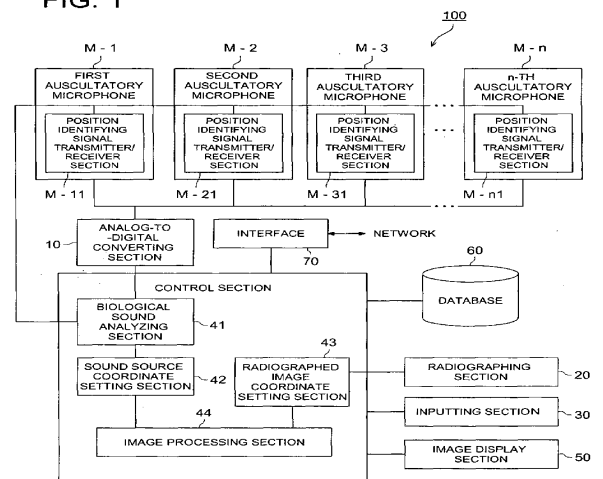 FIG. 1
100
M - 1
M - 2
M - 3
M - n
FIRST
AUSCULTATORY
MICROPHONE
SECOND
AUSCULTATORY
MICROPHONE
THIRD
AUSCULTATORY
MICROPHONE
n-TH
AUSCULTATORY
MICROPHONE
POSITION
IDENTIFYING
SIGNAL
TRANSMITTER/
RECEIVER
SECTION
POSITION
IDENTIFYING
SIGNAL
TRANSMITTER/
RECEIVER
SECTION
POSITION
IDENTIFYING
SIGNAL
TRANSMITTER/
RECEIVER
SECTION
POSITION
IDENTIFYING
SIGNAL
TRANSMITTER/
RECEIVER
SECTION
M - 11
M - 21
M - 31
M - n1
10
ANALOG-TO
-DIGITAL
CONVERTING
SECTION
INTERFACE
NETWORK
70
60
DATABASE
CONTROL SECTION
BIOLOGICAL
SOUND
ANALYZING
SECTION
41
43
SOUND SOURCE
COORDINATE
SETTING SECTION
42
RADIOGRAPHED
IMAGE
COORDINATE
SETTING SECTION
RADIOGRAPHING
SECTION
20
INPUTTING SECTION
30
44
IMAGE PROCESSING SECTION
IMAGE DISPLAY
SECTION
50